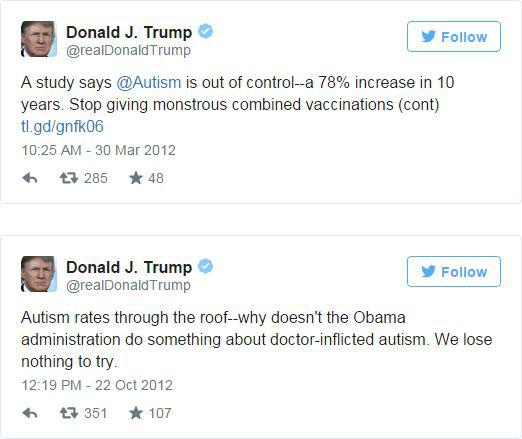 Donald J. Trump
@realDonaldTrump
Follow
A study says @Autism is out of control--a 78% increase in 10
years. Stop giving monstrous combined vaccinations (cont)
tl.gd/gnfk06
10:25 AM - 30 Mar 2012
285 48
Donald J. Trump
@realDonaldTrump
Follow
Autism rates through the roof--why doesn't the Obama
administration do something about doctor-inflicted autism. We lose
nothing to try.
12:19 PM - 22 Oct 2012
351 107